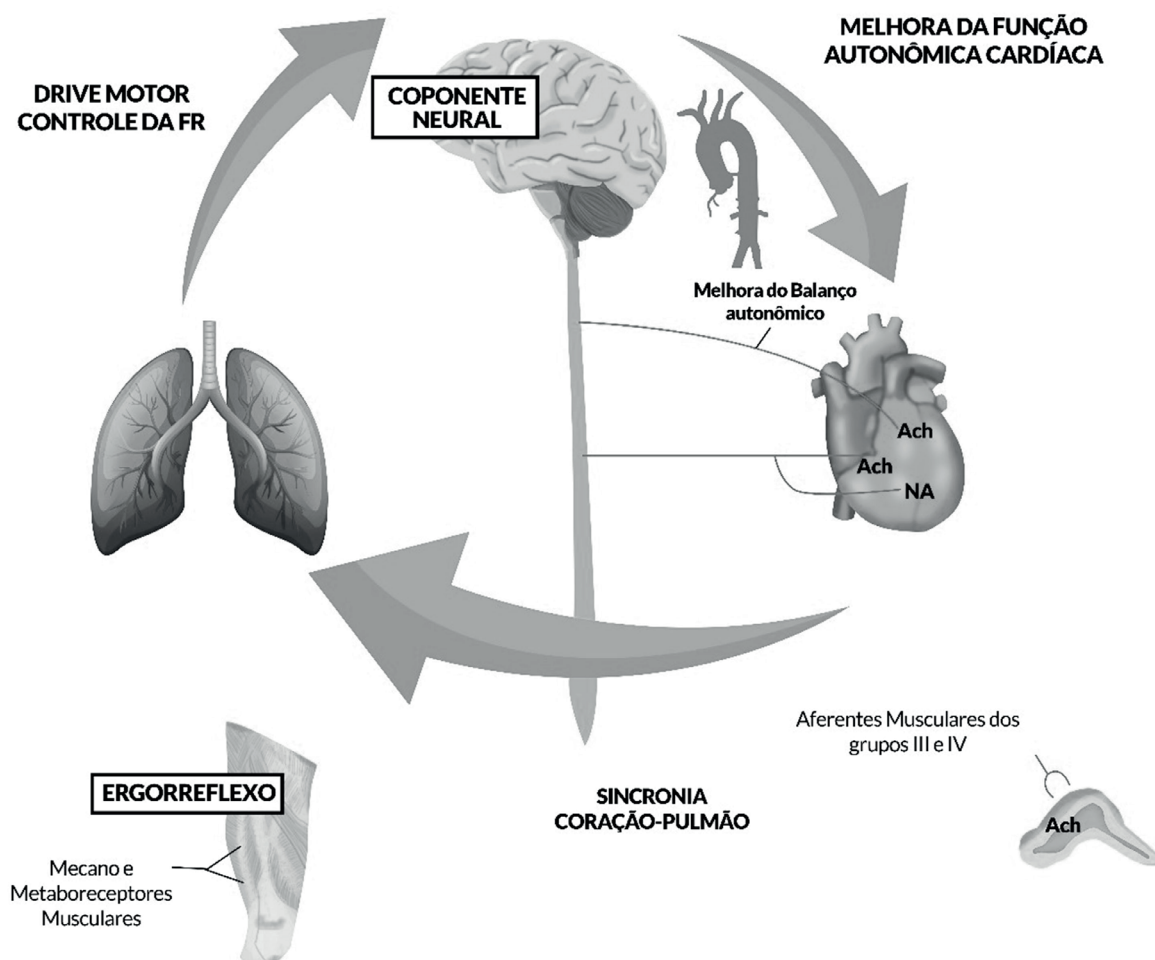 MELHORA DA FUNÇÃO
AUTONÔMICA CARDÍACA
DRIVE MOTOR
CONTROLE DA FR
COPONENTE
NEURAL
Melhora do Balanço
autonômico
Ach
Ach
NA
Aferentes Musculares dos
grupos III e IV
Ach
SINCRONIA
CORAÇÃO-PULMÃO
ERGORREFLEXO
Mecano e
Metaboreceptores
Musculares